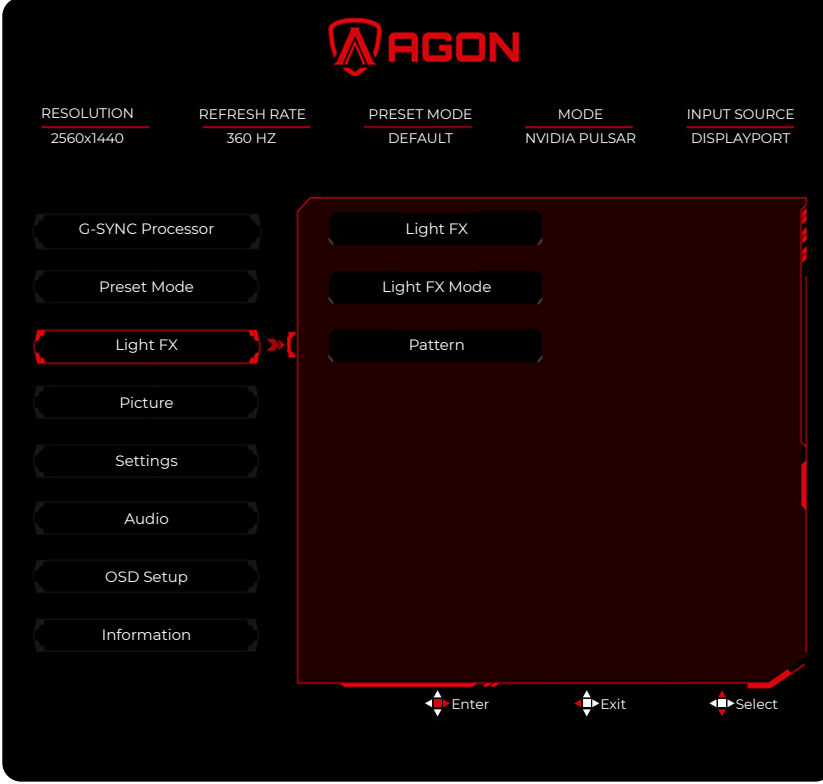 AGON
RESOLUTION REFRESH RATE PRESET MODE MODE INPUT SOURCE
2560x1440 360 HZ DEFAULT NVIDIA PULSAR DISPLAYPORT
G-SYNC Processor Light FX
Preset Mode Light FX Mode
Light FX Pattern
Picture
Settings
Audio
OSD Setup
Information
Enter Exit Select